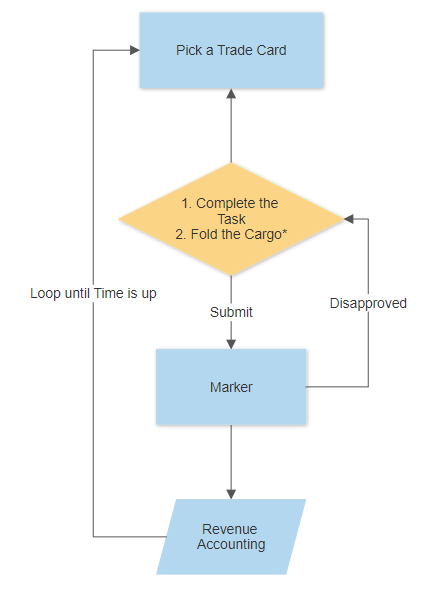 Pick a Trade Card
1. Complete the
Task
2. Fold the Cargo*
Loop until Time is up
Disapproved
Submit
Marker
Revenue
Accounting